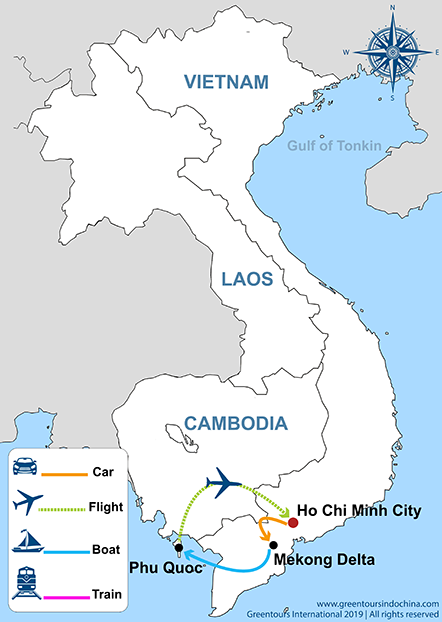 N
W E
S
VIETNAM
Gulf of Tonkin
LAOS
CAMBODIA
Car
Flight
Boat
Train
Ho Chi Minh City
Mekong Delta
Phu Quoc
www.greentoursindochina.com
Greentours International 2019 | All rights reserved